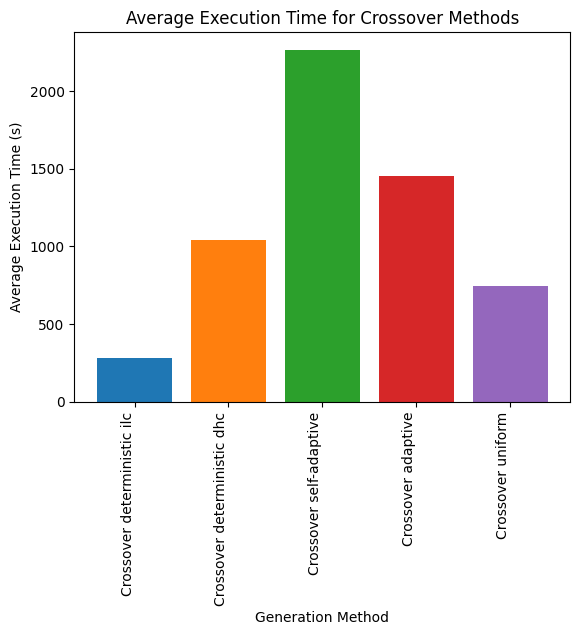 Average Execution Time for Crossover Methods
Average Execution Time (s)
2000
1500
1000
500
0
Crossover deterministic ilc
Crossover deterministic dhc
Crossover self-adaptive
Crossover adaptive
Crossover uniform
Generation Method